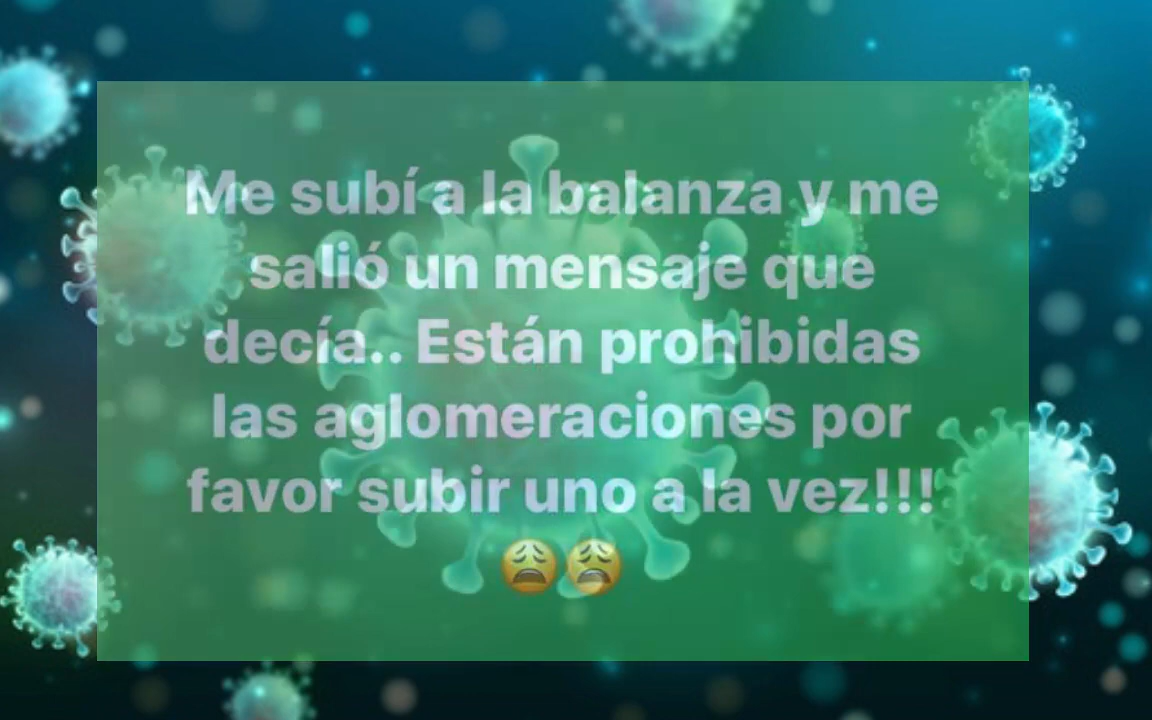 Me subí a la balanza y me
salió un mensaje que
decía.. Están prohibidas
las aglomeraciones por
favor subir uno a la vez!!!
😩😩